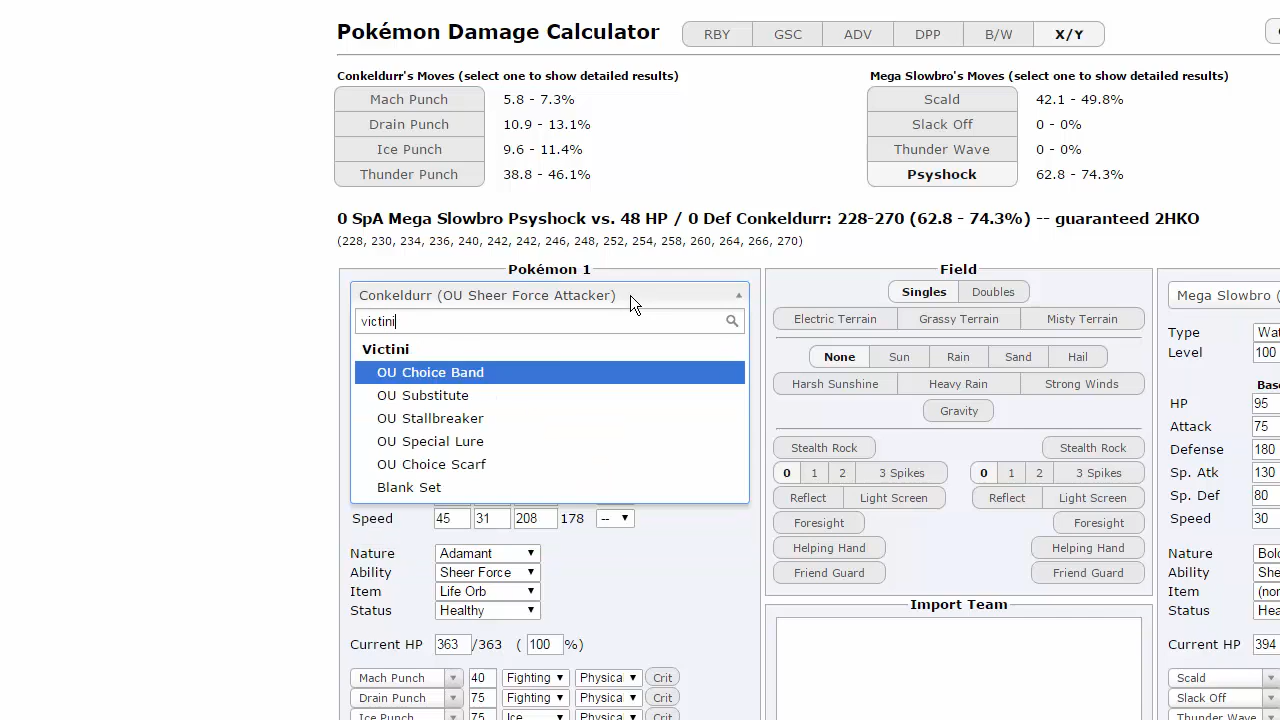 Pokémon Damage Calculator
RBY GSC ADV DPP B/W X/Y
Conkeldurr's Moves (select one to show detailed results)
Mach Punch 5.8 - 7.3%
Drain Punch 10.9 - 13.1%
Ice Punch 9.6 - 11.4%
Thunder Punch 38.8 - 46.1%
Mega Slowbro's Moves (select one to show detailed results)
Scald 42.1 - 49.8%
Slack Off 0 - 0%
Thunder Wave 0 - 0%
Psyshock 62.8 - 74.3%
0 SpA Mega Slowbro Psyshock vs. 48 HP / 0 Def Conkeldurr: 228-270 (62.8 - 74.3%) -- guaranteed 2HKO
(228, 230, 234, 236, 240, 242, 242, 246, 248, 252, 254, 258, 260, 264, 266, 270)
Pokémon 1
Conkeldurr (OU Sheer Force Attacker)
victini
Victini
OU Choice Band
OU Substitute
OU Stallbreaker
OU Special Lure
OU Choice Scarf
Blank Set
Speed 45 31 208 178 --
Nature Adamant
Ability Sheer Force
Item Life Orb
Status Healthy
Current HP 363 /363 ( 100 %)
Mach Punch 40 Fighting Physica Crit
Drain Punch 75 Fighting Physica Crit
Ice Punch 75 Ice Physica Crit
Field
Singles Doubles
Electric Terrain Grassy Terrain Misty Terrain
None Sun Rain Sand Hail
Harsh Sunshine Heavy Rain Strong Winds
Gravity
Stealth Rock Stealth Rock
0 1 2 3 Spikes 0 1 2 3 Spikes
Reflect Light Screen Reflect Light Screen
Foresight Foresight
Helping Hand Helping Hand
Friend Guard Friend Guard
Import Team
Mega Slowbro (
Type Wat
Level 100
Bas
HP 95
Attack 75
Defense 180
Sp. Atk 130
Sp. Def 80
Speed 30
Nature Bol
Ability She
Item (nor
Status Hea
Current HP 394
Scald
Slack Off
Thunder Wave